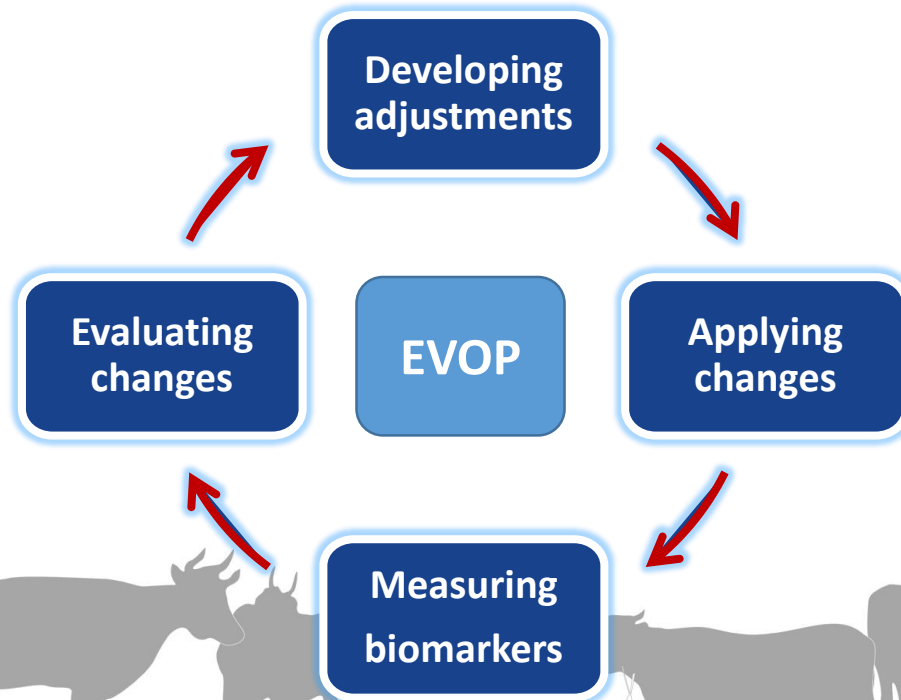 Developing
adjustments
Evaluating
changes
EVOP
Applying
changes
Measuring
biomarkers